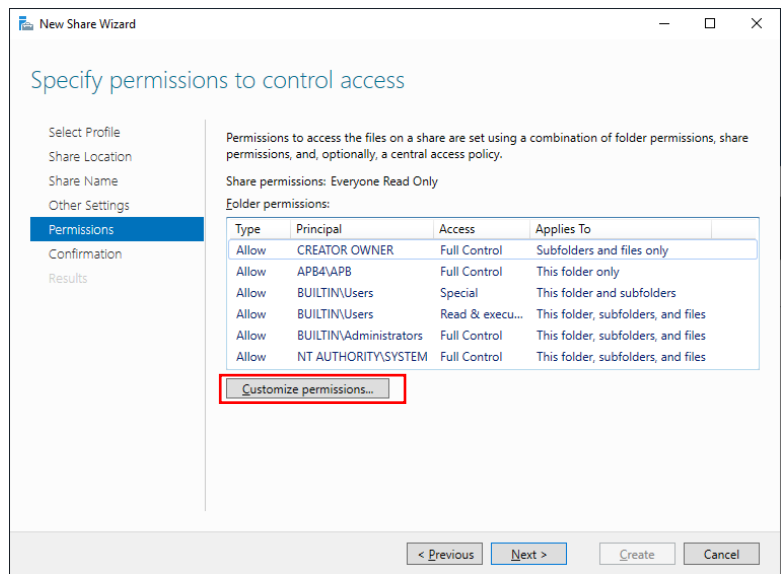 New Share Wizard
Specify permissions to control access
Select Profile
Share Location
Share Name
Other Settings
Permissions
Confirmation
Results
Permissions to access the files on a share are set using a combination of folder permissions, share
permissions, and, optionally, a central access policy.
Share permissions: Everyone Read Only
Folder permissions:
Type Principal Access Applies To
Allow CREATOR OWNER Full Control Subfolders and files only
Allow APB4\APB Full Control This folder only
Allow BUILTIN\Users Special This folder and subfolders
Allow BUILTIN\Users Read & execu... This folder, subfolders, and files
Allow BUILTIN\Administrators Full Control This folder, subfolders, and files
Allow NT AUTHORITY\SYSTEM Full Control This folder, subfolders, and files
Customize permissions...
< Previous Next > Create Cancel